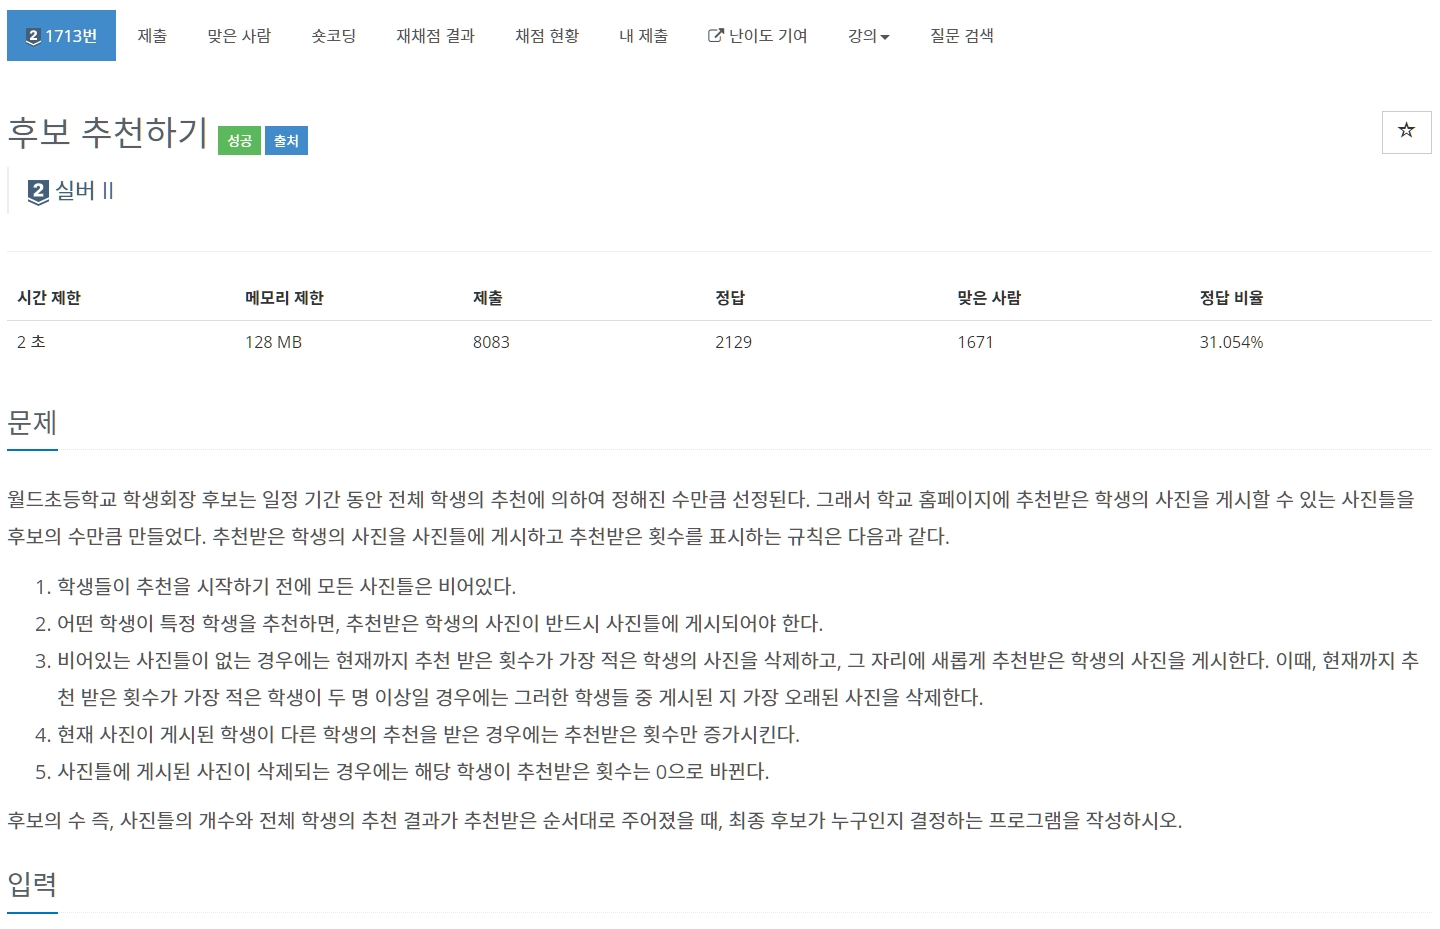 2 1713번 제출 맞은 사람 숏코딩 재채점 결과 채점 현황 내 제출 난이도 기여 강의 질문 검색
후보 추천하기 성공 출처
2 실버 II
시간 제한 메모리 제한 제출 정답 맞은 사람 정답 비율
2 초 128 MB 8083 2129 1671 31.054%
문제
월드초등학교 학생회장 후보는 일정 기간 동안 전체 학생의 추천에 의하여 정해진 수만큼 선정된다. 그래서 학교 홈페이지에 추천받은 학생의 사진을 게시할 수 있는 사진틀을
후보의 수만큼 만들었다. 추천받은 학생의 사진을 사진틀에 게시하고 추천받은 횟수를 표시하는 규칙은 다음과 같다.
1. 학생들이 추천을 시작하기 전에 모든 사진틀은 비어있다.
2. 어떤 학생이 특정 학생을 추천하면, 추천받은 학생의 사진이 반드시 사진틀에 게시되어야 한다.
3. 비어있는 사진틀이 없는 경우에는 현재까지 추천 받은 횟수가 가장 적은 학생의 사진을 삭제하고, 그 자리에 새롭게 추천받은 학생의 사진을 게시한다. 이때, 현재까지 추
천 받은 횟수가 가장 적은 학생이 두 명 이상일 경우에는 그러한 학생들 중 게시된 지 가장 오래된 사진을 삭제한다.
4. 현재 사진이 게시된 학생이 다른 학생의 추천을 받은 경우에는 추천받은 횟수만 증가시킨다.
5. 사진틀에 게시된 사진이 삭제되는 경우에는 해당 학생이 추천받은 횟수는 0으로 바뀐다.
후보의 수 즉, 사진틀의 개수와 전체 학생의 추천 결과가 추천받은 순서대로 주어졌을 때, 최종 후보가 누구인지 결정하는 프로그램을 작성하시오.
입력